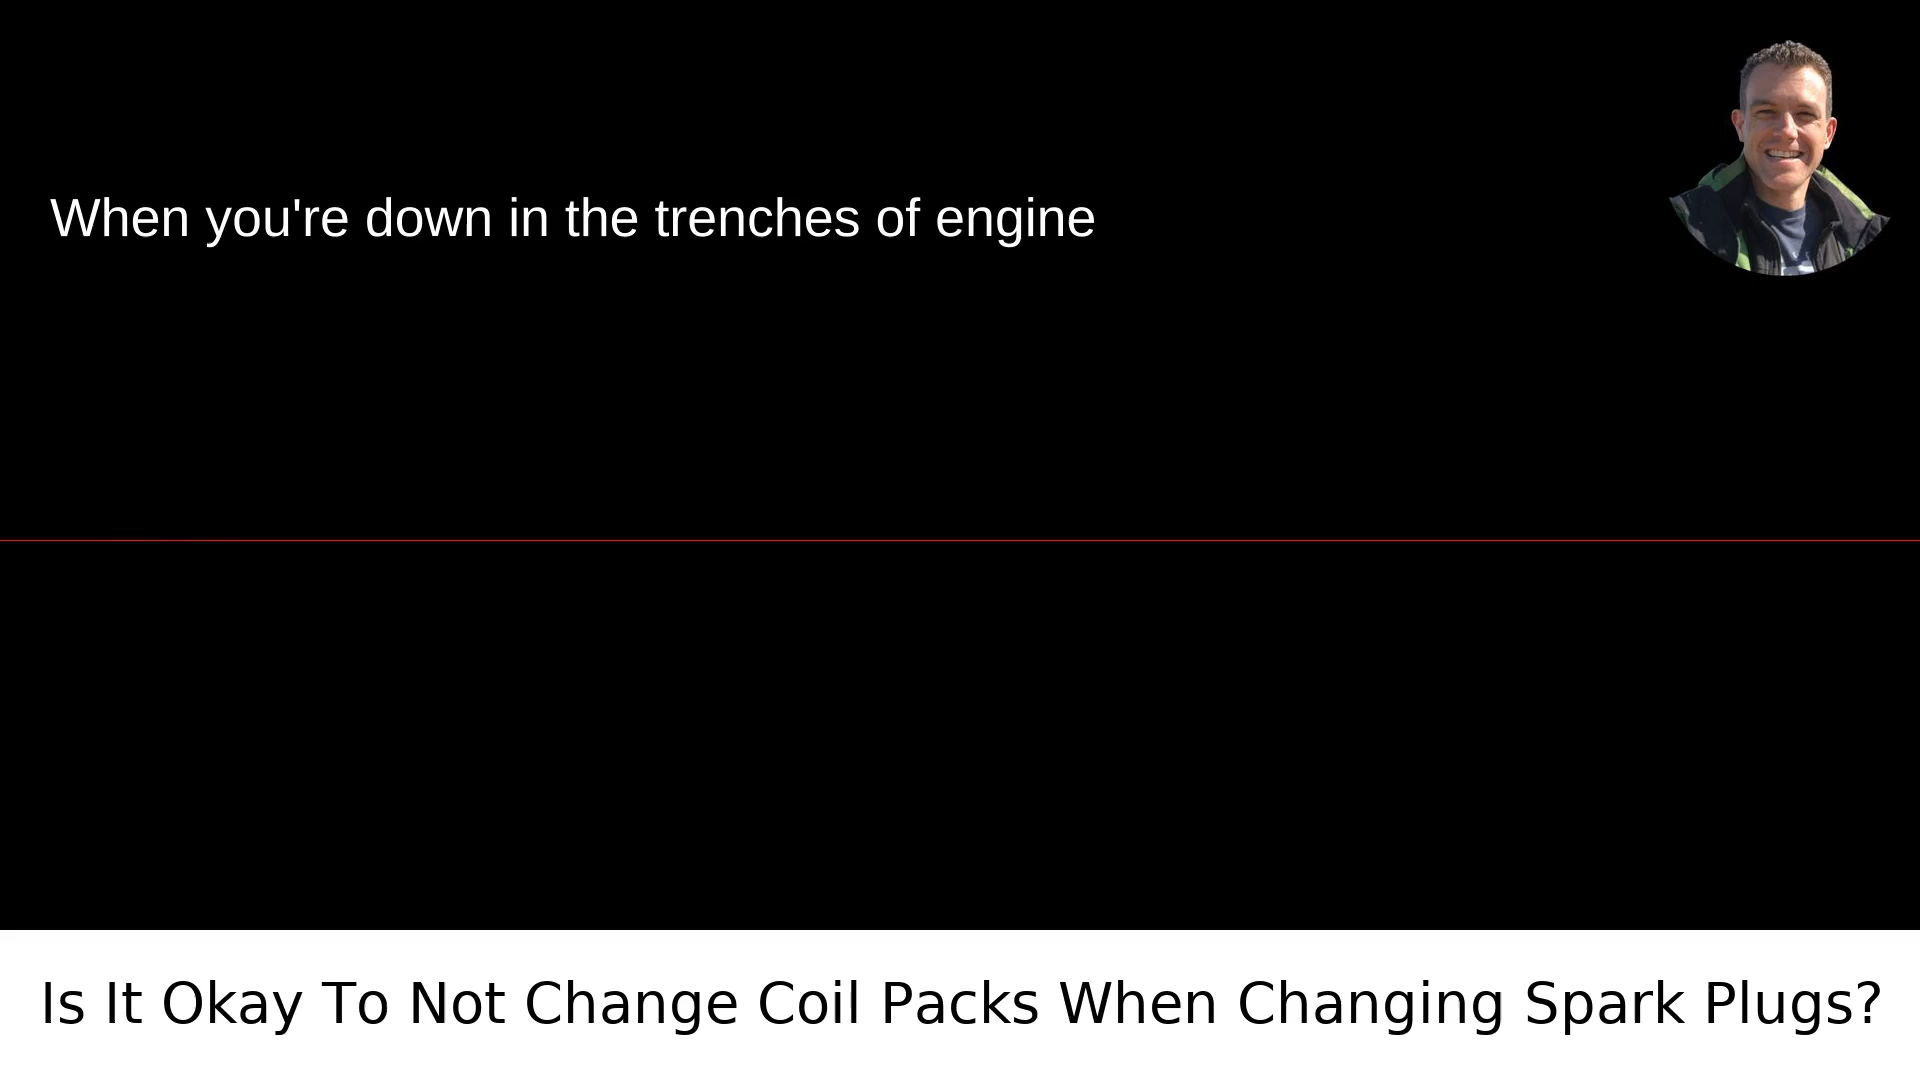 When you're down in the trenches of engine
Is It Okay To Not Change Coil Packs When Changing Spark Plugs?